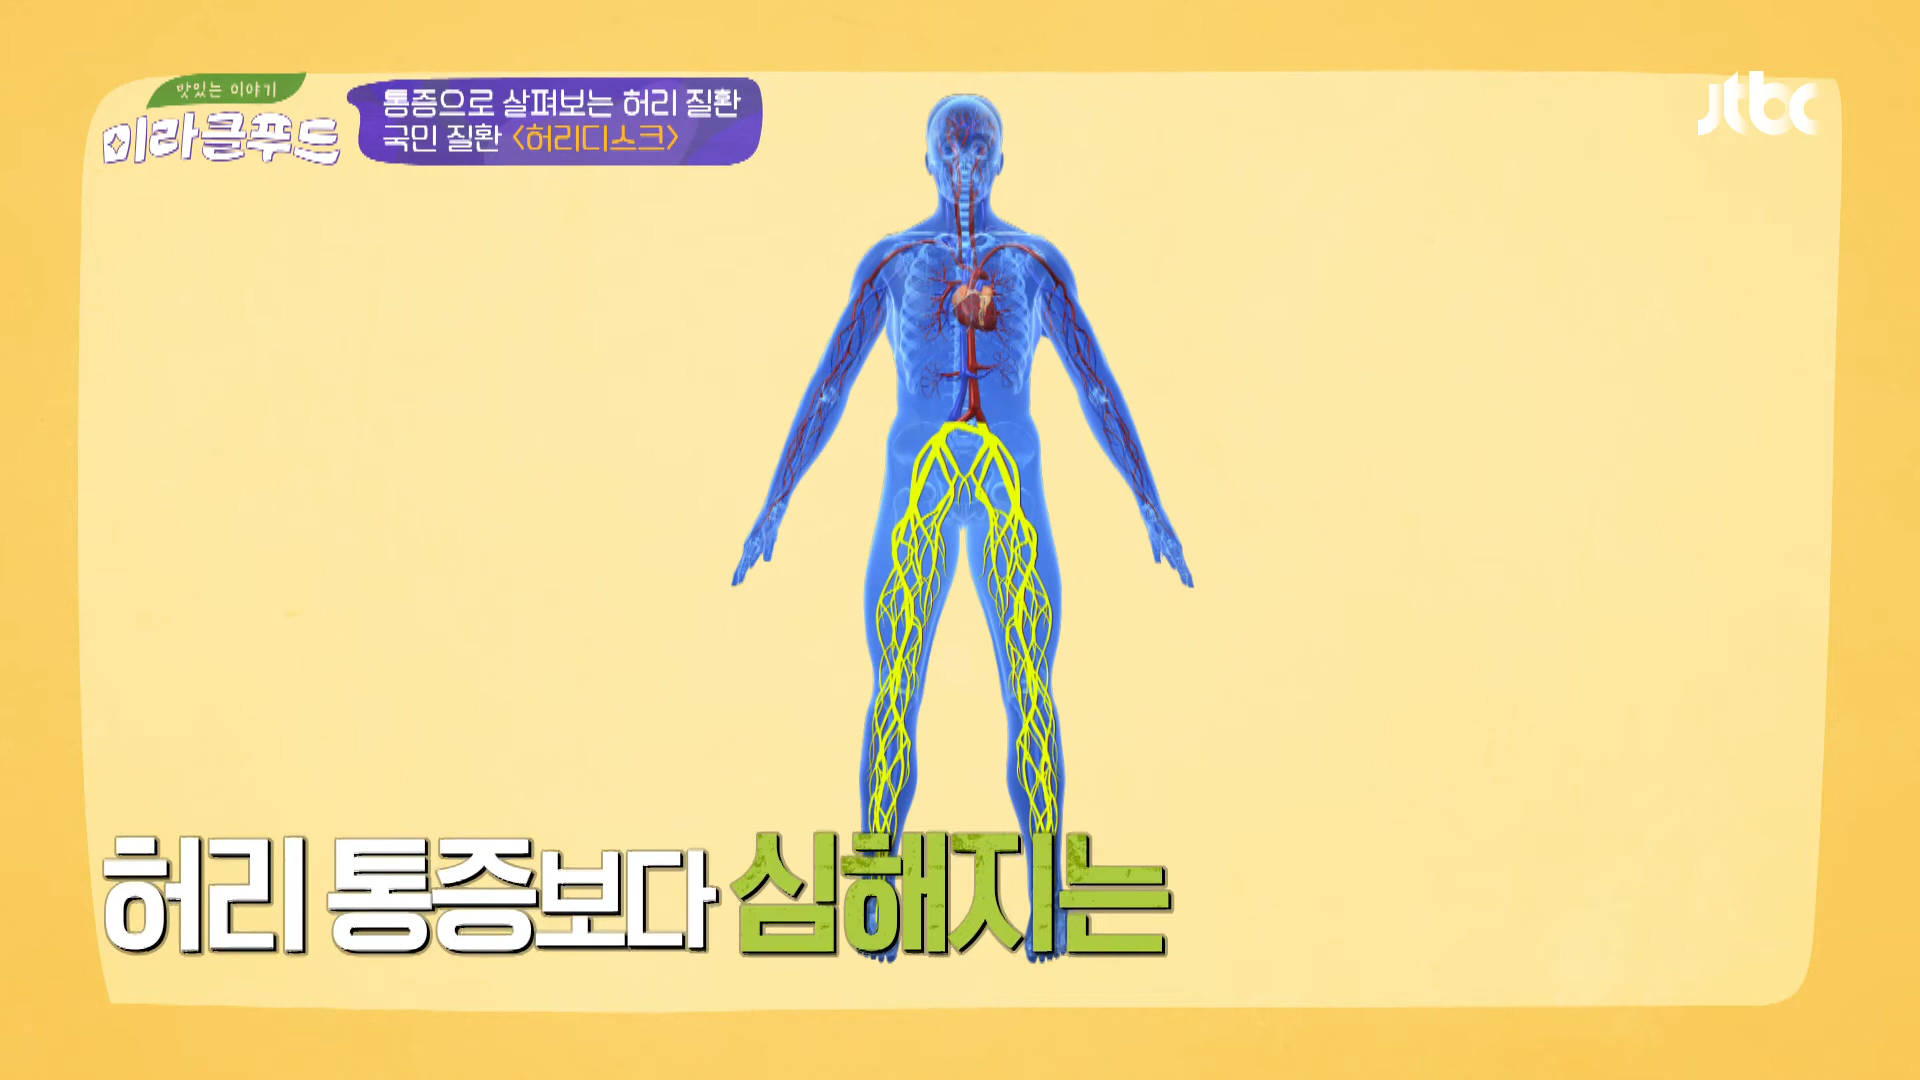 맛있는 이야기
미라클푸드
통증으로 살펴보는 허리 질환
국민 질환 <허리디스크>
jtbc
허리 통증보다 심해지는